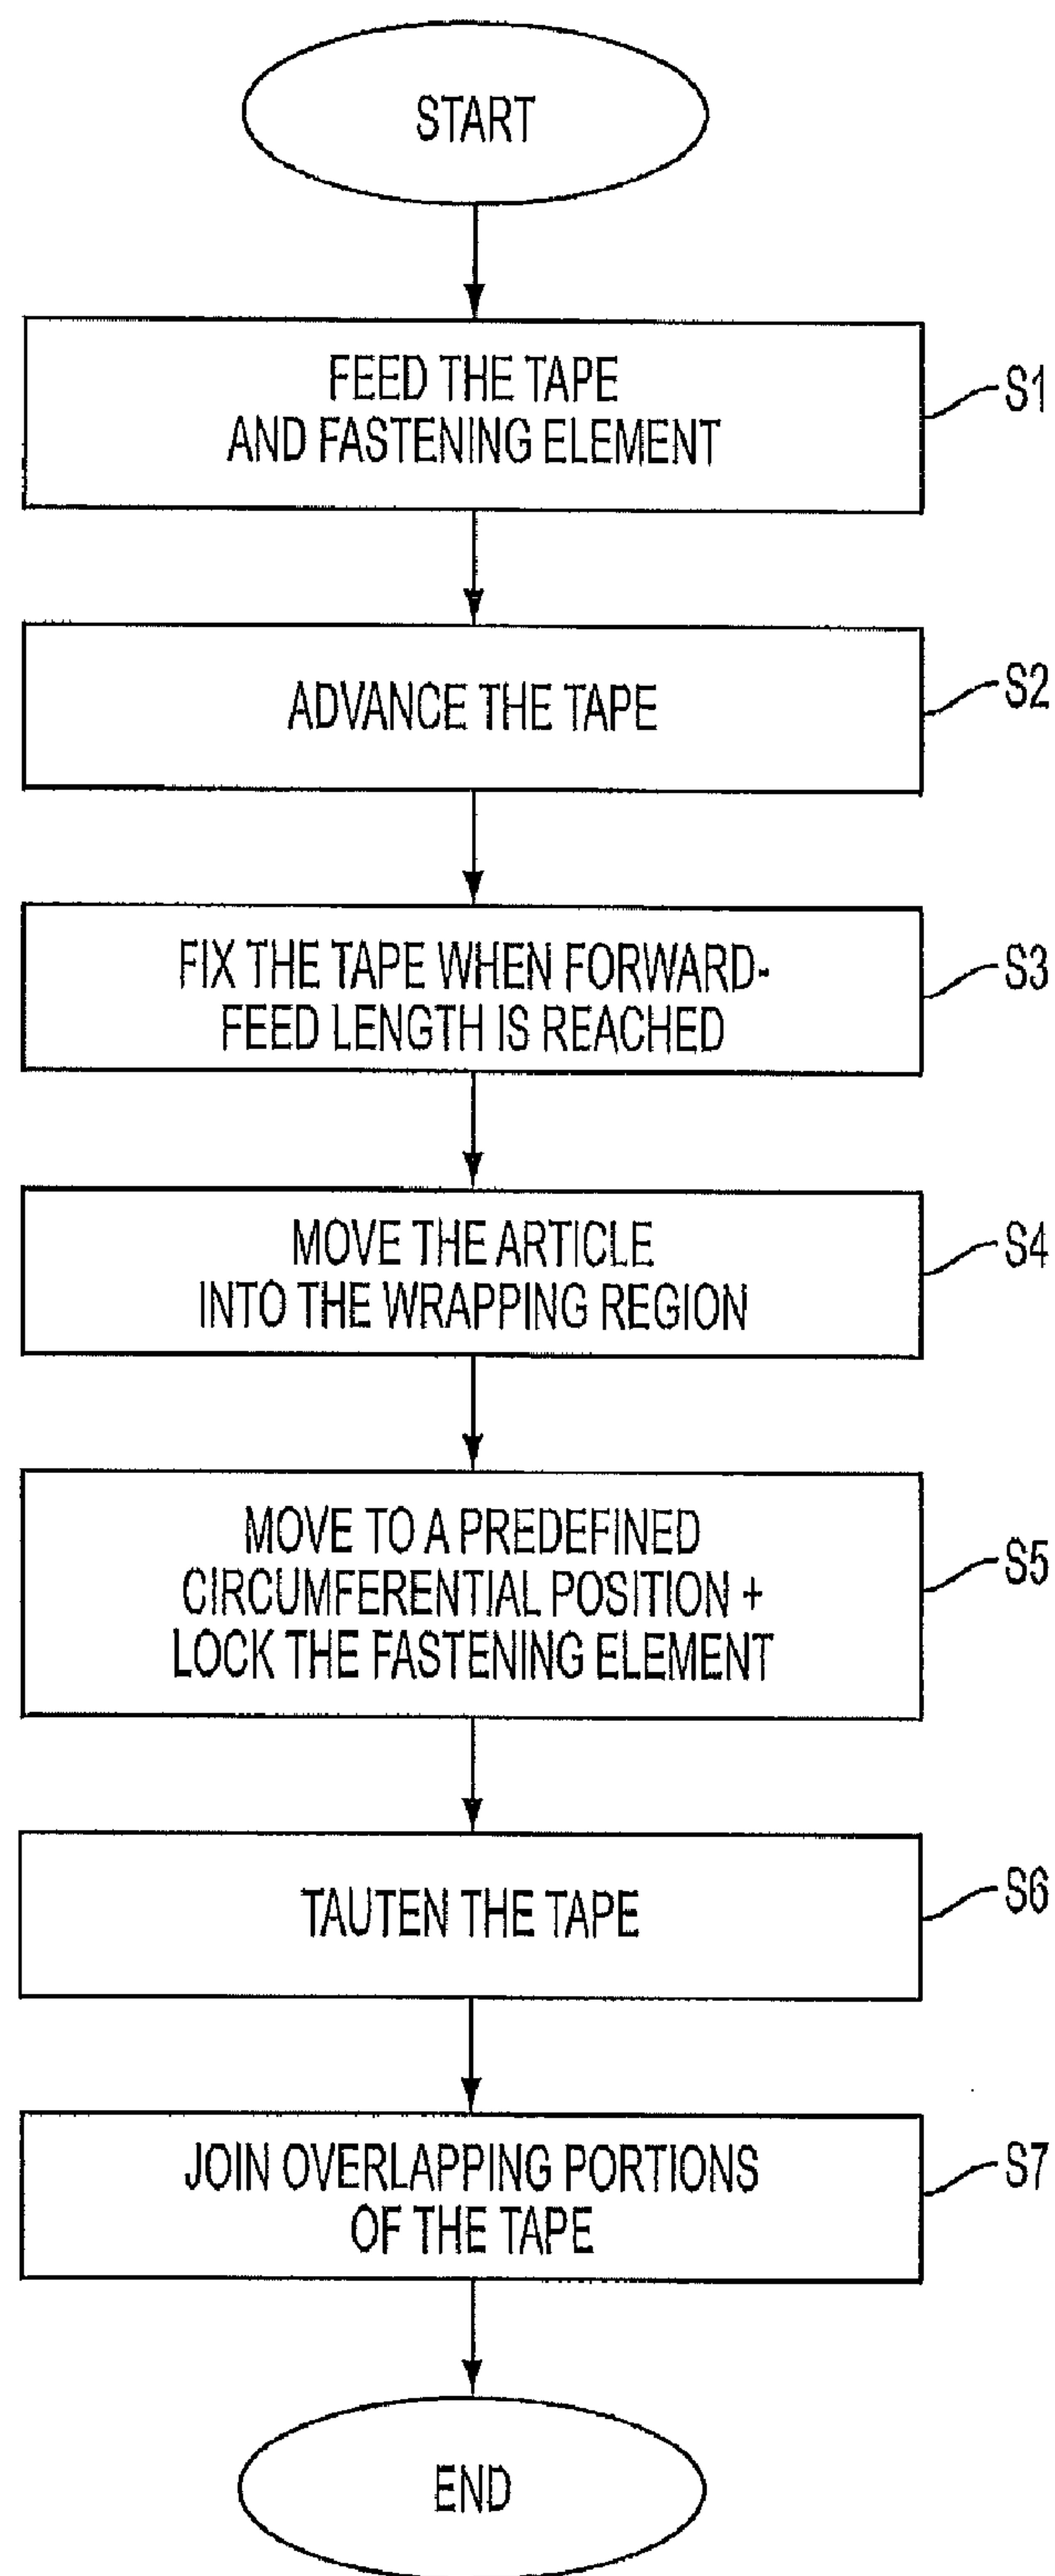 START
FEED THE TAPE
AND FASTENING ELEMENT
S1
ADVANCE THE TAPE
S2
FIX THE TAPE WHEN FORWARD-
FEED LENGTH IS REACHED
S3
MOVE THE ARTICLE
INTO THE WRAPPING REGION
S4
MOVE TO A PREDEFINED
CIRCUMFERENTIAL POSITION +
LOCK THE FASTENING ELEMENT
S5
TAUTEN THE TAPE
S6
JOIN OVERLAPPING PORTIONS
OF THE TAPE
S7
END